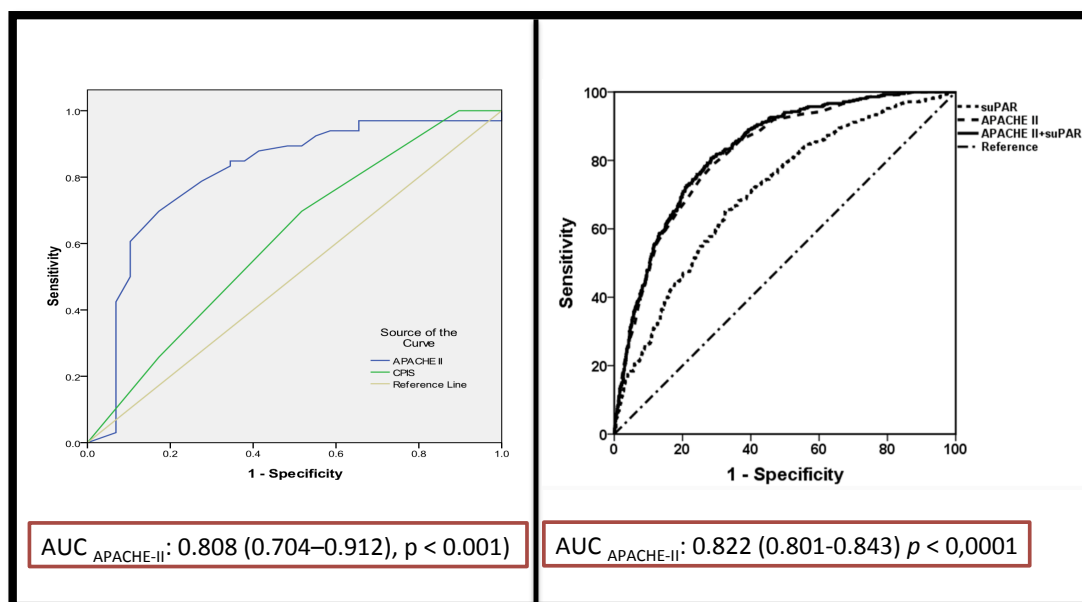 1.0
0.8
0.6
0.4
0.2
0.0
0.0 0.2 0.4 0.6 0.8 1.0
Sensitivity
1 - Specificity
Source of the
Curve
APACHE II
CPIS
Reference Line
AUC APACHE-II: 0.808 (0.704–0.912), p < 0.001)
100
80
60
40
20
0
0 20 40 60 80 100
Sensitivity
1 - Specificity
suPAR
APACHE II
APACHE II+suPAR
Reference
AUC APACHE-II: 0.822 (0.801-0.843) p < 0,0001